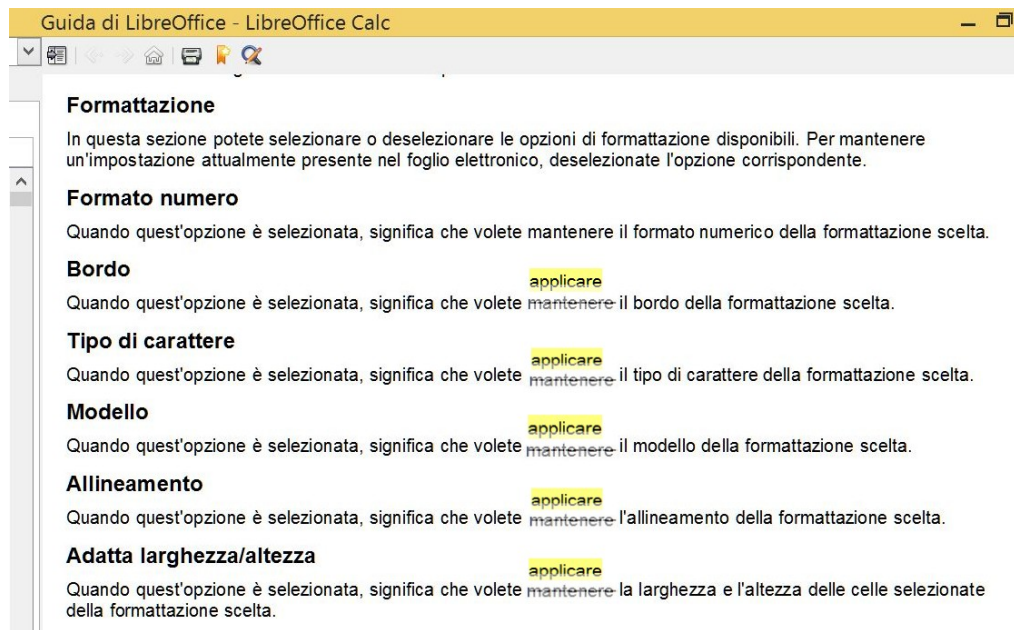 Guida di LibreOffice - LibreOffice Calc
Formattazione
In questa sezione potete selezionare o deselezionare le opzioni di formattazione disponibili. Per mantenere
un'impostazione attualmente presente nel foglio elettronico, deselezionate l'opzione corrispondente.
Formato numero
Quando quest'opzione è selezionata, significa che volete mantenere il formato numerico della formattazione scelta.
Bordo
applicare
Quando quest'opzione è selezionata, significa che volete mantenere il bordo della formattazione scelta.
Tipo di carattere
applicare
Quando quest'opzione è selezionata, significa che volete mantenere il tipo di carattere della formattazione scelta.
Modello
applicare
Quando quest'opzione è selezionata, significa che volete mantenere il modello della formattazione scelta.
Allineamento
applicare
Quando quest'opzione è selezionata, significa che volete mantenere l'allineamento della formattazione scelta.
Adatta larghezza/altezza
applicare
Quando quest'opzione è selezionata, significa che volete mantenere la larghezza e l'altezza delle celle selezionate
della formattazione scelta.